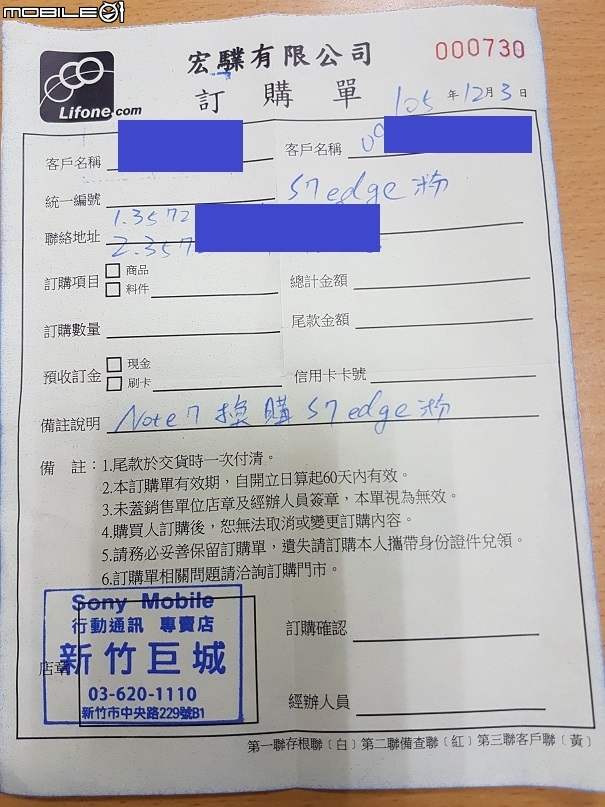 mobile01
宏驜有限公司
000730
Lifone.com
訂購單
105年12月3日
客戶名稱 客戶名稱 09
統一編號 S7 edge 粉
1.3572
聯絡地址
2.357
訂購項目 商品 料件 總計金額
訂購數量 尾款金額
預收訂金 現金 刷卡 信用卡卡號
備註說明 Note 7 換購 S7 edge 粉
備 註：1.尾款於交貨時一次付清。
2.本訂購單有效期，自開立日算起60天內有效。
3.未蓋銷售單位店章及經辦人員簽章，本單視為無效。
4.購買人訂購後，恕無法取消或變更訂購內容。
5.請務必妥善保留訂購單，遺失請訂購本人攜帶身份證件兌領。
6.訂購單相關問題請洽詢訂購門市。
Sony Mobile
行動通訊 專賣店
新竹巨城
03-620-1110
新竹市中央路229號B1
店章
訂購確認
經辦人員
第一聯存根聯〔白〕第二聯備查聯〔紅〕第三聯客戶聯〔黃〕